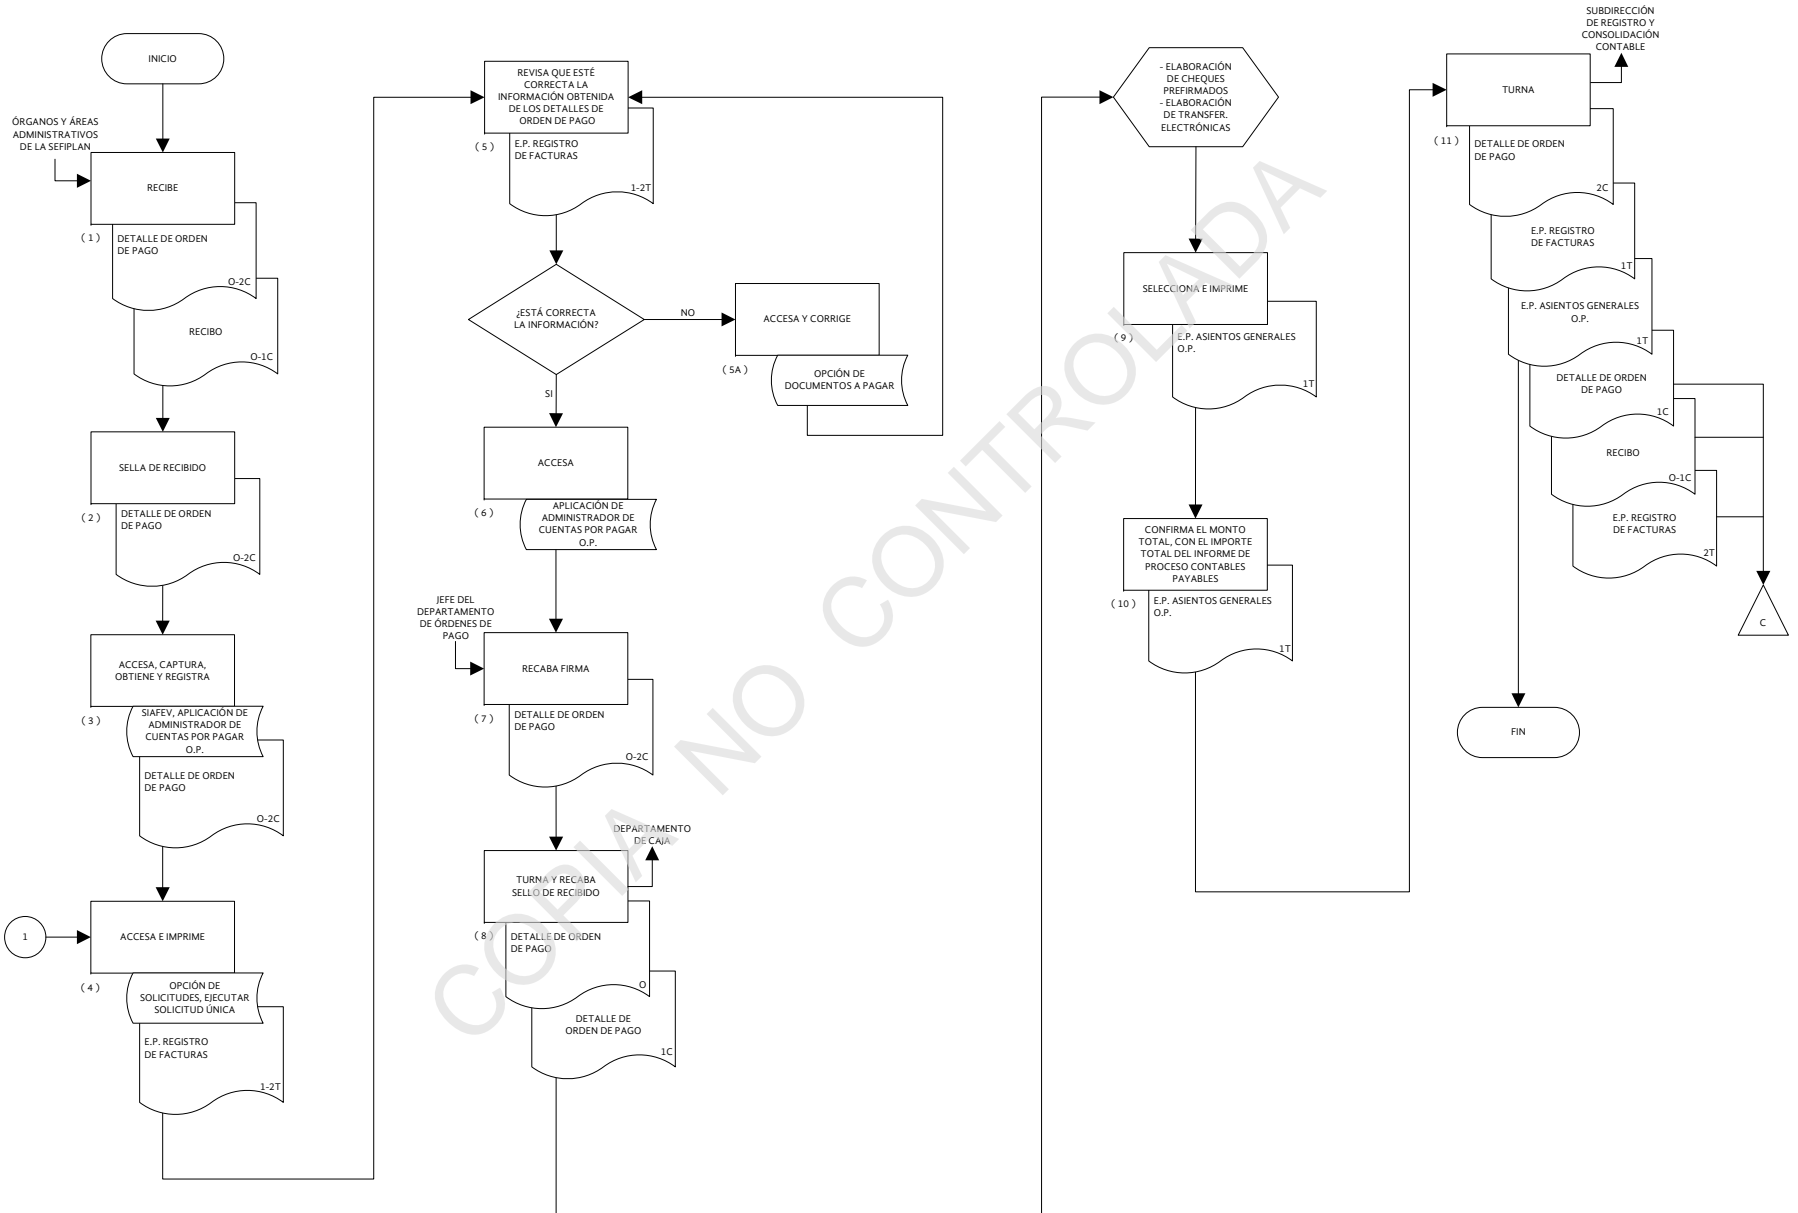 INICIO
ÓRGANOS Y ÁREAS
ADMINISTRATIVOS
DE LA SEFIPLAN
RECIBE
( 1 )
DETALLE DE ORDEN
DE PAGO
O-2C
RECIBO
O-1C
SELLA DE RECIBIDO
( 2 )
DETALLE DE ORDEN
DE PAGO
O-2C
ACCESA, CAPTURA,
OBTIENE Y REGISTRA
( 3 )
SIAFEV, APLICACIÓN DE
ADMINISTRADOR DE
CUENTAS POR PAGAR
O.P.
DETALLE DE ORDEN
DE PAGO
O-2C
1
ACCESA E IMPRIME
( 4 )
OPCIÓN DE
SOLICITUDES, EJECUTAR
SOLICITUD ÚNICA
E.P. REGISTRO
DE FACTURAS
1-2T
REVISA QUE ESTÉ
CORRECTA LA
INFORMACIÓN OBTENIDA
DE LOS DETALLES DE
ORDEN DE PAGO
( 5 )
E.P. REGISTRO
DE FACTURAS
1-2T
¿ESTÁ CORRECTA
LA INFORMACIÓN?
NO
ACCESA Y CORRIGE
( 5A )
OPCIÓN DE
DOCUMENTOS A PAGAR
SI
ACCESA
( 6 )
APLICACIÓN DE
ADMINISTRADOR DE
CUENTAS POR PAGAR
O.P.
JEFE DEL
DEPARTAMENTO
DE ÓRDENES DE
PAGO
RECABA FIRMA
( 7 )
DETALLE DE ORDEN
DE PAGO
O-2C
DEPARTAMENTO
DE CAJA
TURNA Y RECABA
SELLO DE RECIBIDO
( 8 )
DETALLE DE ORDEN
DE PAGO
O
DETALLE DE
ORDEN DE PAGO
1C
- ELABORACIÓN
DE CHEQUES
PREFIRMADOS
- ELABORACIÓN
DE TRANSFER.
ELECTRÓNICAS
SELECCIONA E IMPRIME
( 9 )
E.P. ASIENTOS GENERALES
O.P.
1T
CONFIRMA EL MONTO
TOTAL, CON EL IMPORTE
TOTAL DEL INFORME DE
PROCESO CONTABLES
PAYABLES
( 10 )
E.P. ASIENTOS GENERALES
O.P.
1T
SUBDIRECCIÓN
DE REGISTRO Y
CONSOLIDACIÓN
CONTABLE
TURNA
( 11 )
DETALLE DE ORDEN
DE PAGO
2C
E.P. REGISTRO
DE FACTURAS
1T
E.P. ASIENTOS GENERALES
O.P.
1T
DETALLE DE ORDEN
DE PAGO
1C
RECIBO
O-1C
E.P. REGISTRO
DE FACTURAS
2T
C
FIN
COPIA NO CONTROLADA